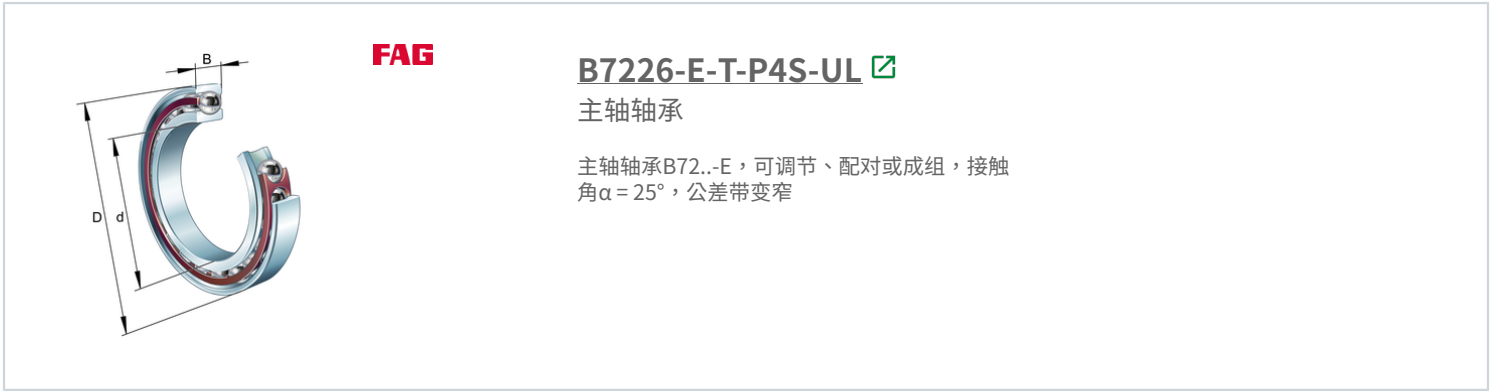 B
D
d
FAG
B7226-E-T-P4S-UL
主轴轴承
主轴轴承B72..-E，可调节、配对或成组，接触
角α = 25°，公差带变窄